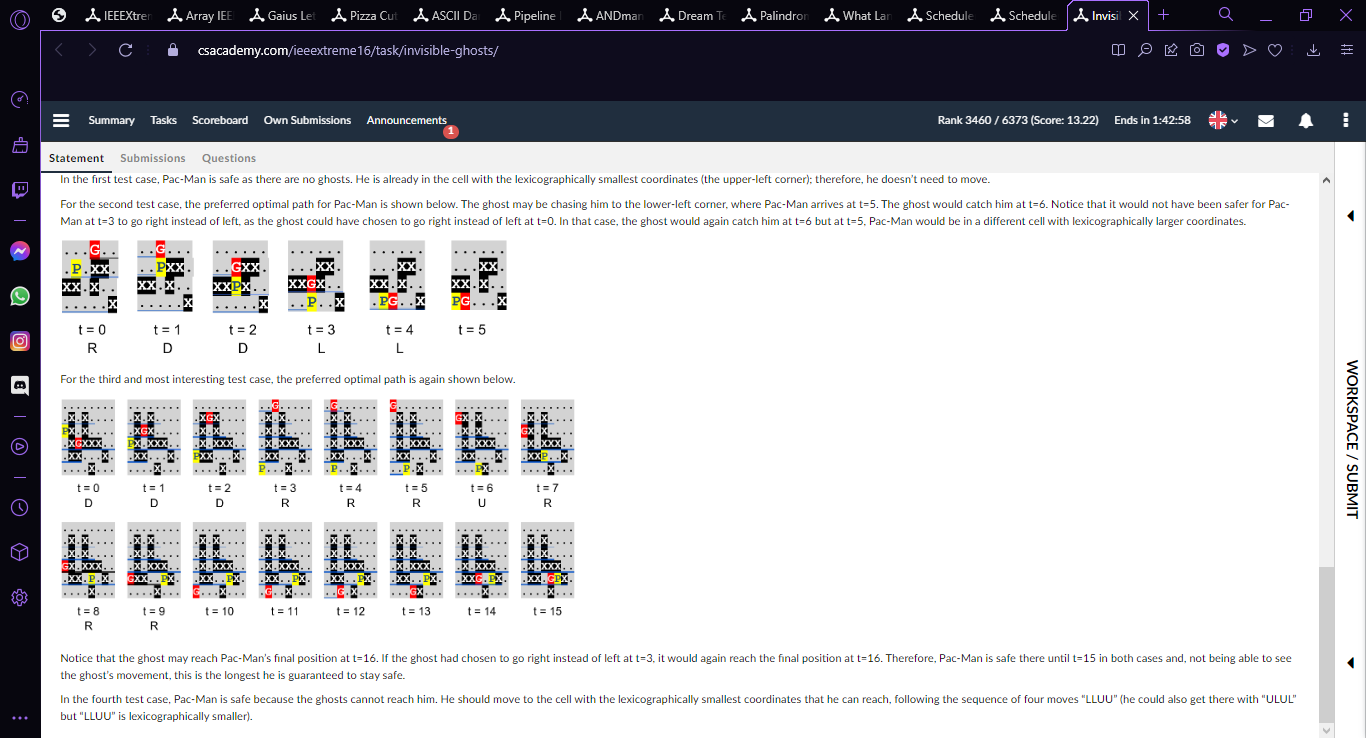 IEEEXtrer
Array IEE
Gaius Le
Pizza Cu
ASCII Da
Pipeline
ANDman
Dream Te
Palindron
What Lan
Schedule
Schedule
Invisi
csacademy.com/ieeextreme16/task/invisible-ghosts/
Summary Tasks Scoreboard Own Submissions Announcements 1 Rank 3460 / 6373 (Score: 13.22) Ends in 1:42:58
Statement Submissions Questions
In the first test case, Pac-Man is safe as there are no ghosts. He is already in the cell with the lexicographically smallest coordinates (the upper-left corner); therefore, he doesn't need to move.
For the second test case, the preferred optimal path for Pac-Man is shown below. The ghost may be chasing him to the lower-left corner, where Pac-Man arrives at t=5. The ghost would catch him at t=6. Notice that it would not have been safer for Pac-
Man at t=3 to go right instead of left, as the ghost could have chosen to go right instead of left at t=0. In that case, the ghost would again catch him at t=6 but at t=5, Pac-Man would be in a different cell with lexicographically larger coordinates.
t = 0 t = 1 t = 2 t = 3 t = 4 t = 5
R D D L L
For the third and most interesting test case, the preferred optimal path is again shown below.
t = 0 t = 1 t = 2 t = 3 t = 4 t = 5 t = 6 t = 7
D D D R R R U R
t = 8 t = 9 t = 10 t = 11 t = 12 t = 13 t = 14 t = 15
R R
Notice that the ghost may reach Pac-Man's final position at t=16. If the ghost had chosen to go right instead of left at t=3, it would again reach the final position at t=16. Therefore, Pac-Man is safe there until t=15 in both cases and, not being able to see
the ghost's movement, this is the longest he is guaranteed to stay safe.
In the fourth test case, Pac-Man is safe because the ghosts cannot reach him. He should move to the cell with the lexicographically smallest coordinates that he can reach, following the sequence of four moves "LLUU" (he could also get there with "ULUL"
but "LLUU" is lexicographically smaller).
WORKSPACE / SUBMIT